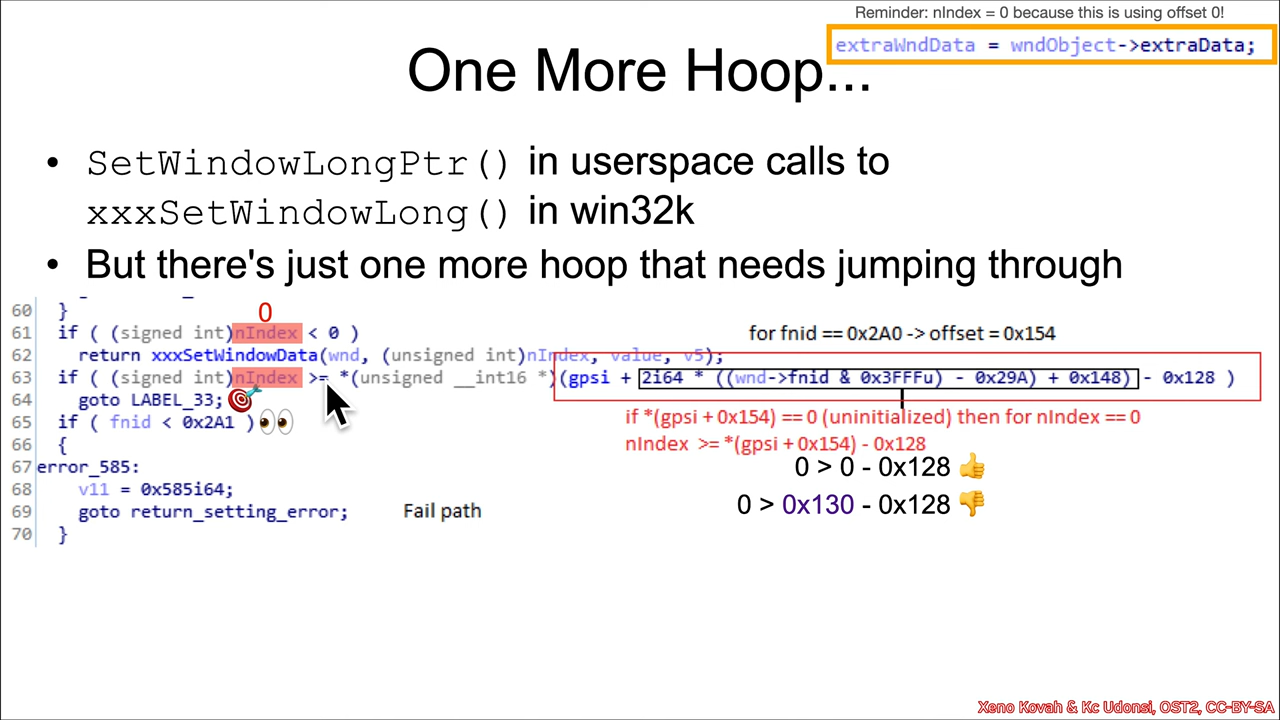 Reminder: nIndex = 0 because this is using offset 0!
extraWndData = wndObject->extraData;
One More Hoop...
• SetWindowLongPtr() in userspace calls to
xxxSetWindowLong() in win32k
• But there's just one more hoop that needs jumping through
0
60 }
61 if ( (signed int)nIndex < 0 )
for fnid == 0x2A0 -> offset = 0x154
62 return xxxSetWindowData(wnd, (unsigned int)nIndex, value, v5);
63 if ( (signed int)nIndex >= *(unsigned __int16 *)(gpsi + 2i64 * ((wnd->fnid & 0x3FFFu) - 0x29A) + 0x148) - 0x128 )
64 goto LABEL_33;
65 if ( fnid < 0x2A1 )
66 {
67 error_585:
68 v11 = 0x585i64;
69 goto return_setting_error;
70 }
Fail path
if *(gpsi + 0x154) == 0 (uninitialized) then for nIndex == 0
nIndex >= *(gpsi + 0x154) - 0x128
0 > 0 - 0x128 👍
0 > 0x130 - 0x128 👎
Xeno Kovah & Kc Udonsi, OST2, CC-BY-SA